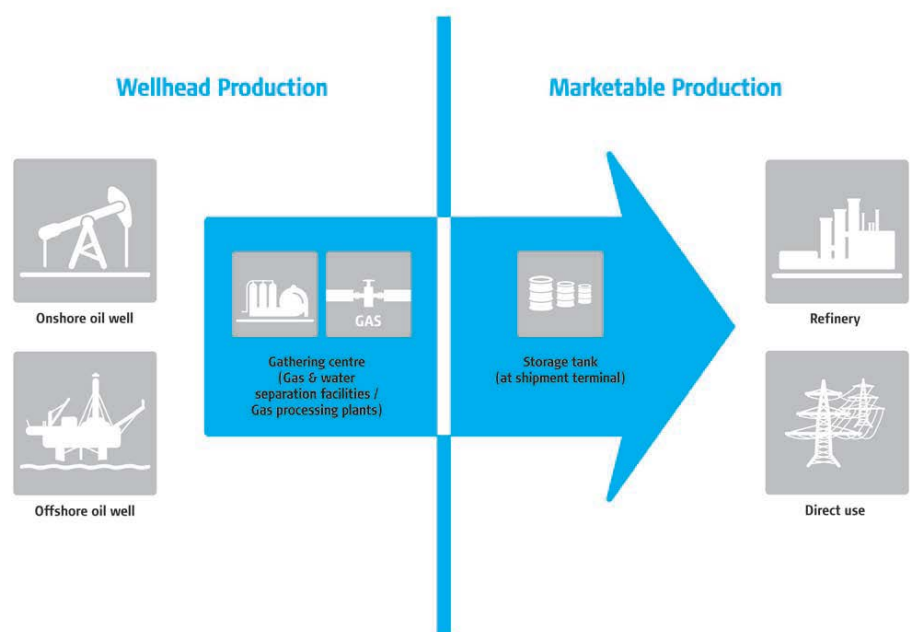 Wellhead Production
Marketable Production
Onshore oil well
Offshore oil well
GAS
Gathering centre
(Gas & water
separation facilities /
Gas processing plants)
Storage tank
(at shipment terminal)
Refinery
Direct use